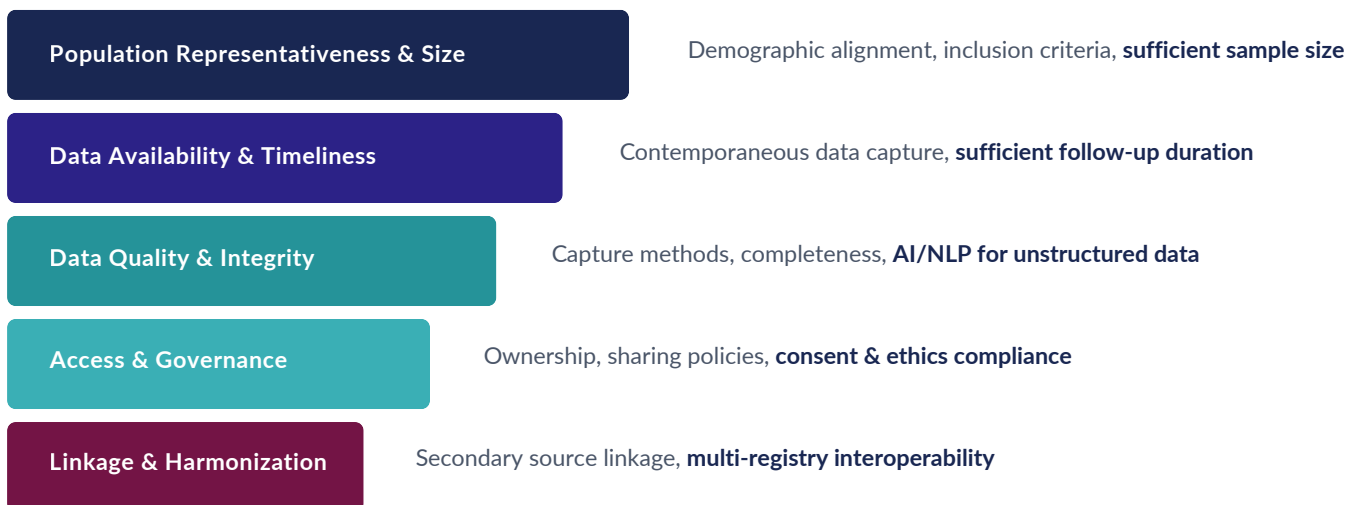 Population Representativeness & Size
Demographic alignment, inclusion criteria, sufficient sample size
Data Availability & Timeliness
Contemporaneous data capture, sufficient follow-up duration
Data Quality & Integrity
Capture methods, completeness, AI/NLP for unstructured data
Access & Governance
Ownership, sharing policies, consent & ethics compliance
Linkage & Harmonization
Secondary source linkage, multi-registry interoperability